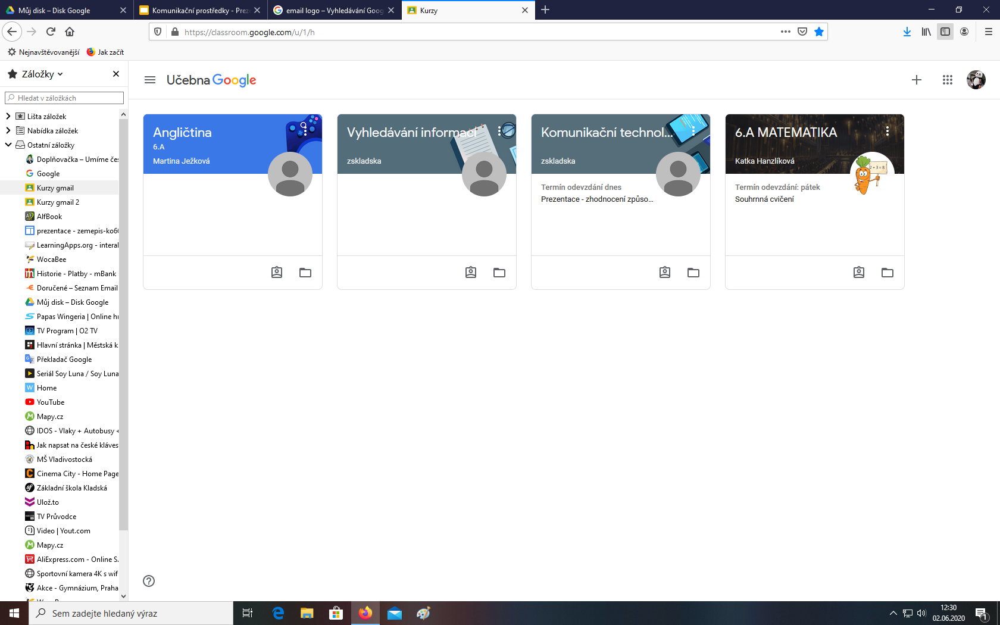 Můj disk – Disk Google
Komunikační prostředky - Prez
email logo – Vyhledávání Goog
Kurzy
https://classroom.google.com/u/1/h
Nejnavštěvovanější
Jak začít
Záložky
Hledat v záložkách
Lišta záložek
Nabídka záložek
Ostatní záložky
Doplňovačka – Umíme čes
Google
Kurzy gmail
Kurzy gmail 2
AlfBook
prezentace - zemepis-ko6
LearningApps.org - intera
WocaBee
Historie - Platby - mBank
Doručené – Seznam Email
Můj disk – Disk Google
Papas Wingeria | Online h
TV Program | O2 TV
Hlavní stránka | Městská k
Překladač Google
Seriál Soy Luna / Soy Luna
Home
YouTube
Mapy.cz
IDOS - Vlaky + Autobusy +
Jak napsat na české kláves
MŠ Vladivostocká
Cinema City - Home Page
Základní škola Kladská
Ulož.to
TV Průvodce
Video | Yout.com
Mapy.cz
AliExpress.com - Online S
Sportovní kamera 4K s wif
Akce - Gymnázium, Praha
Učebna Google
Angličtina
6.A
Martina Ježková
Vyhledávání informací
zskladska
Komunikační technol...
zskladska
Termín odevzdání dnes
Prezentace - zhodnocení způso...
6.A MATEMATIKA
Katka Hanzlíková
2 + 3 = 8
Termín odevzdání: pátek
Souhrnná cvičení
Sem zadejte hledaný výraz
12:30
02.06.2020
1